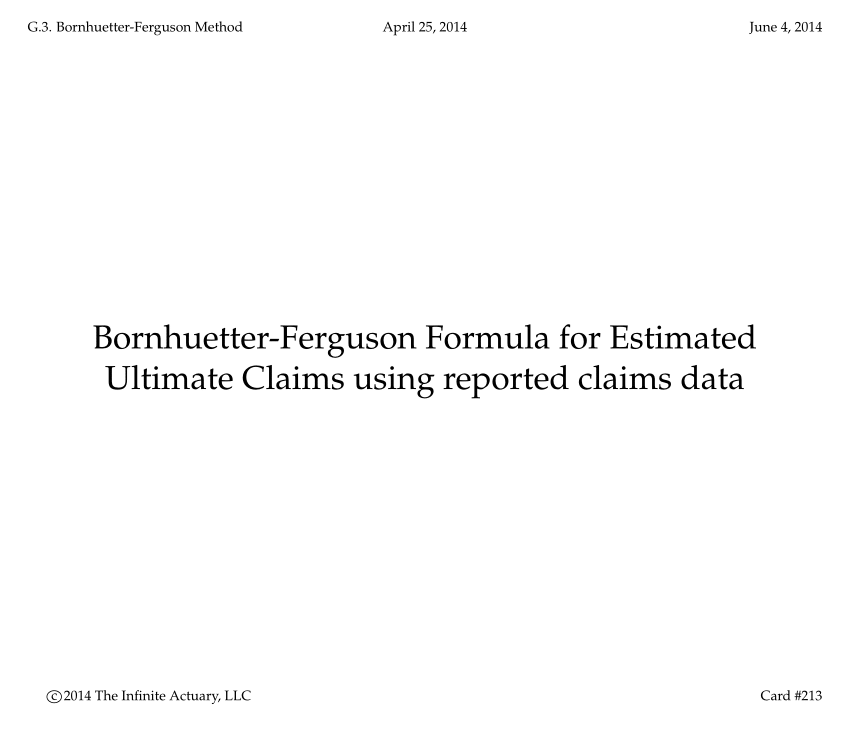 G.3. Bornhuetter-Ferguson Method April 25, 2014 June 4, 2014
Bornhuetter-Ferguson Formula for Estimated
Ultimate Claims using reported claims data
©2014 The Infinite Actuary, LLC Card #213